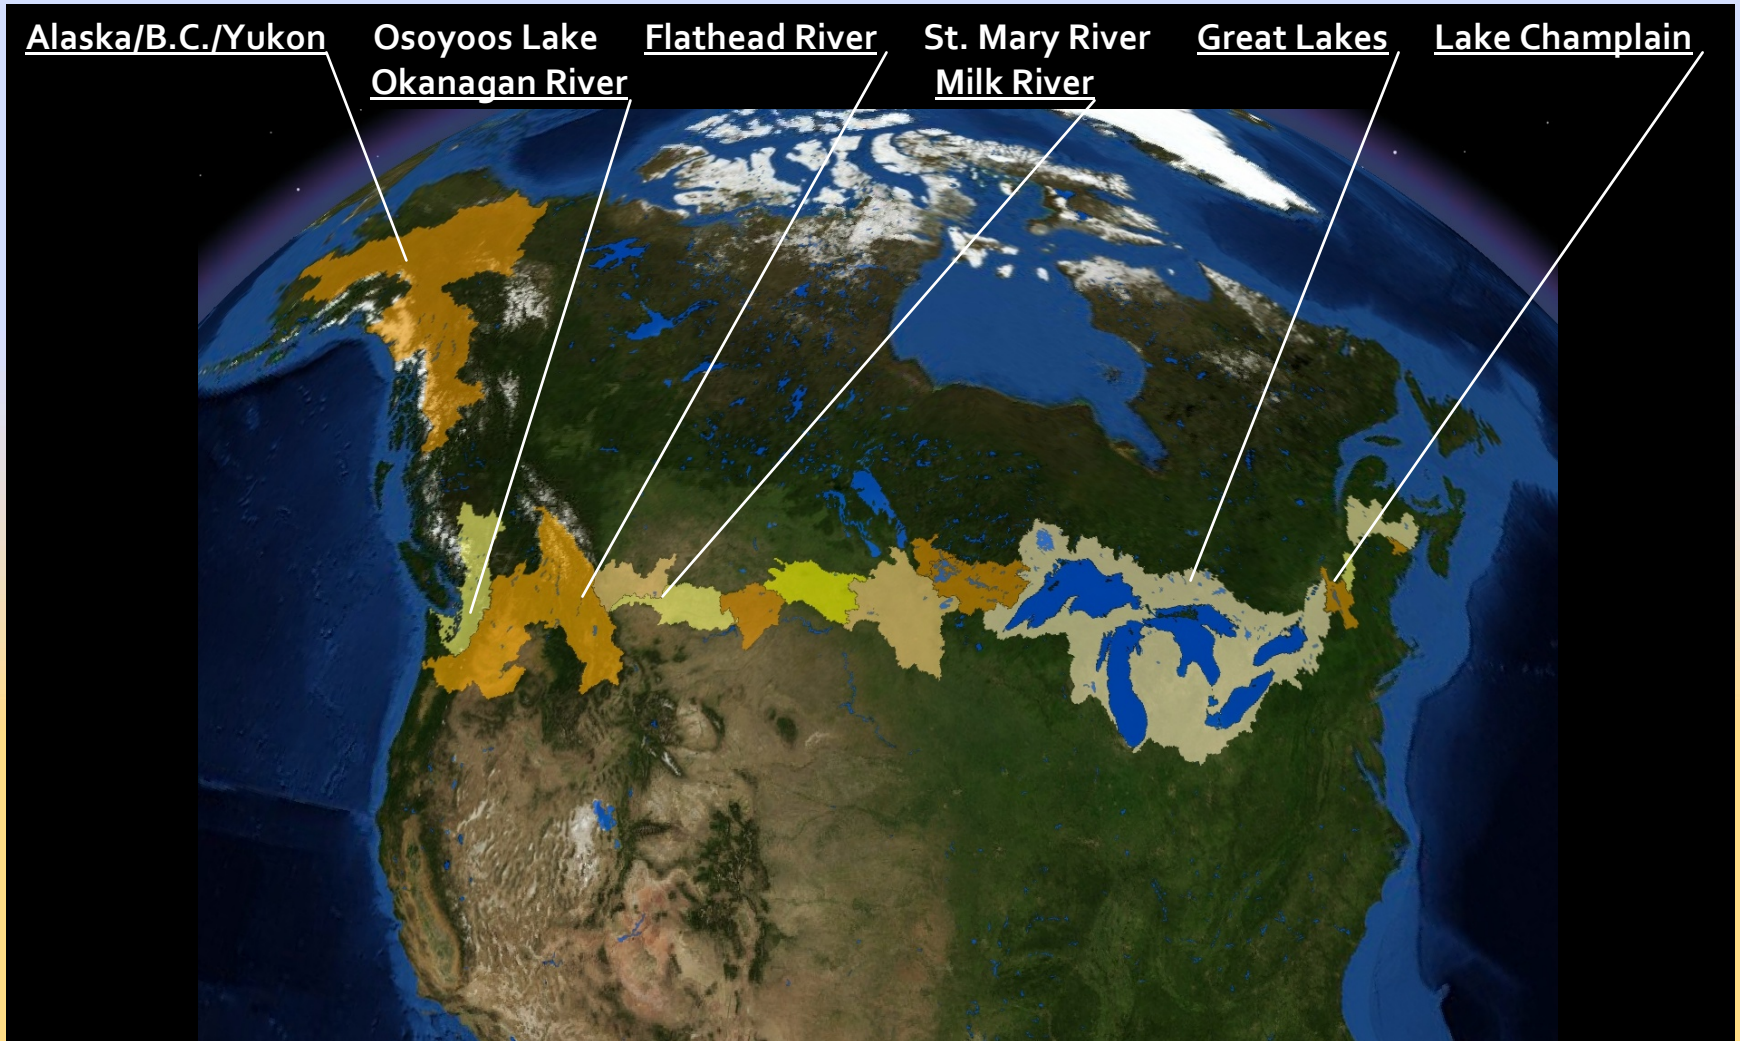 Alaska/B.C./Yukon
Osoyoos Lake
Okanagan River
Flathead River
St. Mary River
Milk River
Great Lakes
Lake Champlain